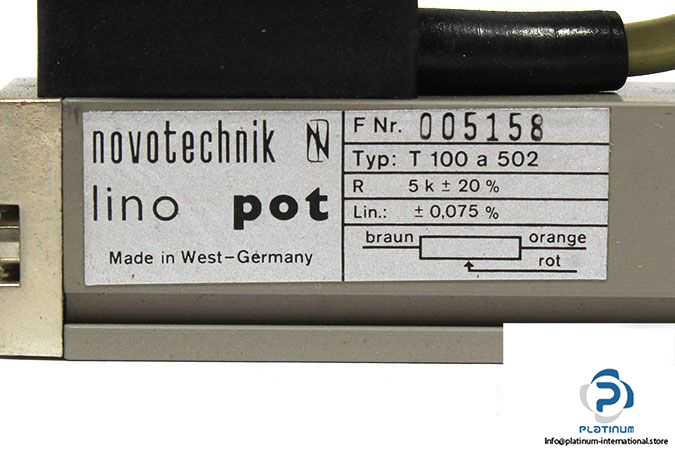 novotechnik
lino pot
Made in West-Germany
F Nr. 005158
Typ: T 100 a 502
R 5 k ± 20 %
Lin.: ± 0,075 %
braun orange
rot
PLATINUM
Info@platinum-international.store